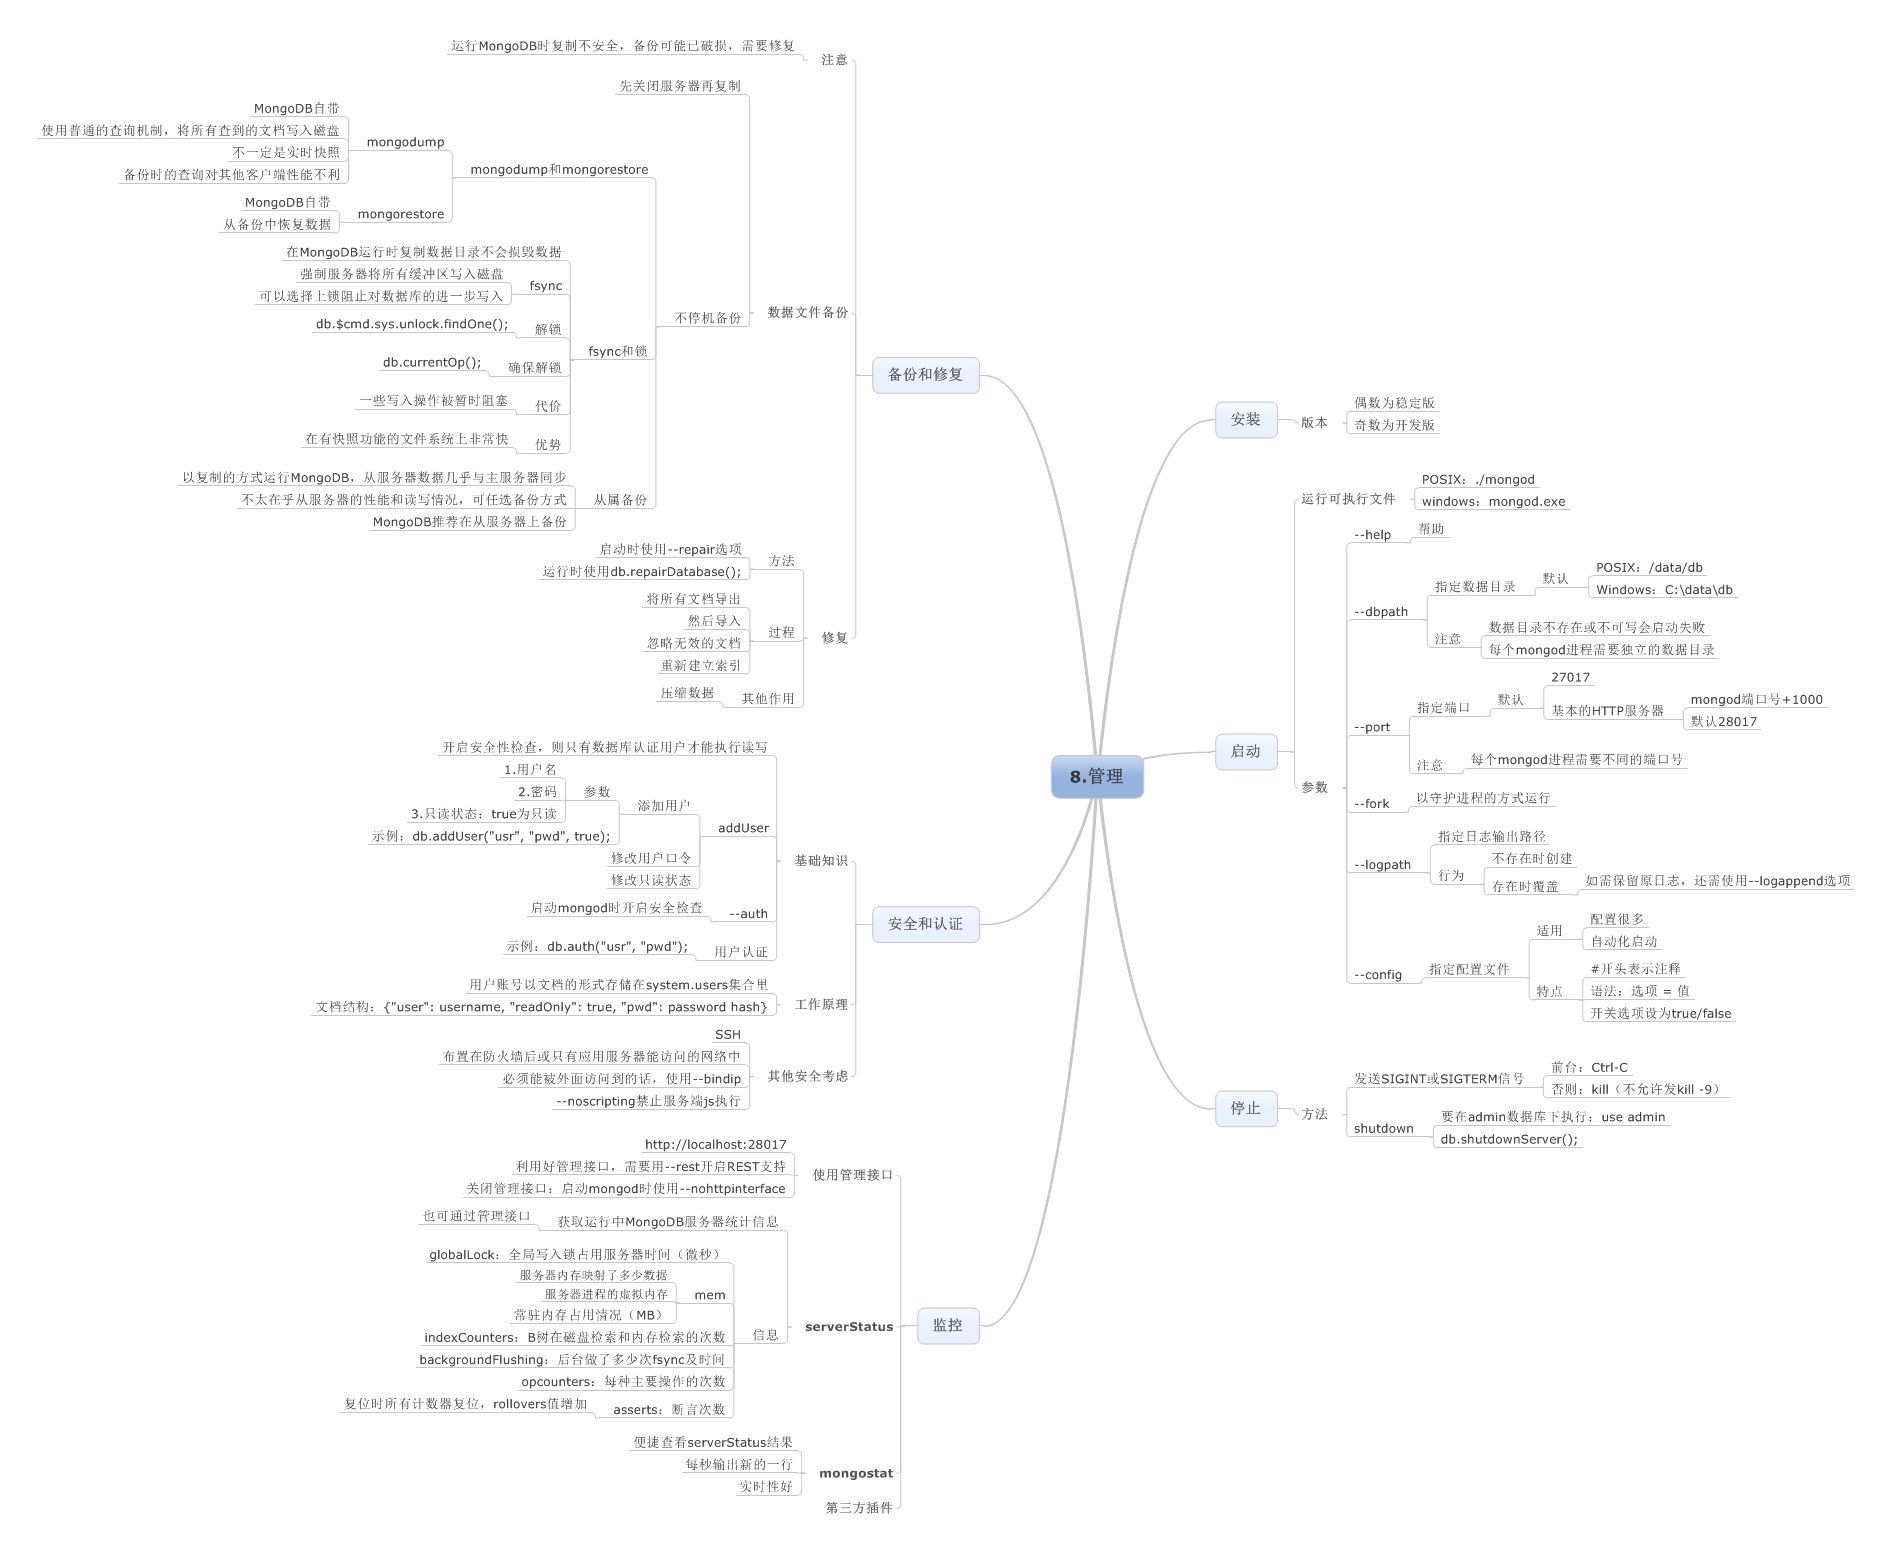 8.管理
安装
版本
偶数为稳定版
奇数为开发版
启动
运行可执行文件
POSIX：./mongod
windows：mongod.exe
参数
--help
帮助
--dbpath
指定数据目录
默认
POSIX：/data/db
Windows：C:\data\db
注意
数据目录不存在或不可写会启动失败
每个mongod进程需要独立的数据目录
--port
指定端口
默认
27017
基本的HTTP服务器
mongod端口号+1000
默认28017
注意
每个mongod进程需要不同的端口号
--fork
以守护进程的方式运行
--logpath
指定日志输出路径
行为
不存在时创建
存在时覆盖
如需保留原日志，还需使用--logappend选项
--config
指定配置文件
适用
配置很多
自动化启动
特点
#开头表示注释
语法：选项 = 值
开关选项设为true/false
停止
方法
发送SIGINT或SIGTERM信号
前台：Ctrl-C
否则：kill（不允许发kill -9）
shutdown
要在admin数据库下执行：use admin
db.shutdownServer();
备份和修复
注意
运行MongoDB时复制不安全，备份可能已破损，需要修复
数据文件备份
先关闭服务器再复制
不停机备份
mongodump和mongorestore
mongodump
MongoDB自带
使用普通的查询机制，将所有查到的文档写入磁盘
不一定是实时快照
备份时的查询对其他客户端性能不利
mongorestore
MongoDB自带
从备份中恢复数据
fsync和锁
在MongoDB运行时复制数据目录不会损毁数据
fsync
强制服务器将所有缓冲区写入磁盘
可以选择上锁阻止对数据库的进一步写入
解锁
db.$cmd.sys.unlock.findOne();
确保解锁
db.currentOp();
代价
一些写入操作被暂时阻塞
优势
在有快照功能的文件系统上非常快
从属备份
以复制的方式运行MongoDB，从服务器数据几乎与主服务器同步
不太在乎从服务器的性能和读写情况，可任选备份方式
MongoDB推荐在从服务器上备份
修复
方法
启动时使用--repair选项
运行时使用db.repairDatabase();
过程
将所有文档导出
然后导入
忽略无效的文档
重新建立索引
其他作用
压缩数据
安全和认证
基础知识
开启安全性检查，则只有数据库认证用户才能执行读写
addUser
添加用户
参数
1.用户名
2.密码
3.只读状态：true为只读
示例：db.addUser("usr", "pwd", true);
修改用户口令
修改只读状态
--auth
启动mongod时开启安全检查
用户认证
示例：db.auth("usr", "pwd");
工作原理
用户账号以文档的形式存储在system.users集合里
文档结构：{"user": username, "readOnly": true, "pwd": password hash}
其他安全考虑
SSH
布置在防火墙后或只有应用服务器能访问的网络中
必须能被外面访问到的话，使用--bindip
--noscripting禁止服务端js执行
监控
使用管理接口
http://localhost:28017
利用好管理接口，需要用--rest开启REST支持
关闭管理接口：启动mongod时使用--nohttpinterface
serverStatus
获取运行中MongoDB服务器统计信息
也可通过管理接口
信息
globalLock：全局写入锁占用服务器时间（微秒）
mem
服务器内存映射了多少数据
服务器进程的虚拟内存
常驻内存占用情况（MB）
indexCounters：B树在磁盘检索和内存检索的次数
backgroundFlushing：后台做了多少次fsync及时间
opcounters：每种主要操作的次数
asserts：断言次数
复位时所有计数器复位，rollovers值增加
mongostat
便捷查看serverStatus结果
每秒输出新的一行
实时性好
第三方插件